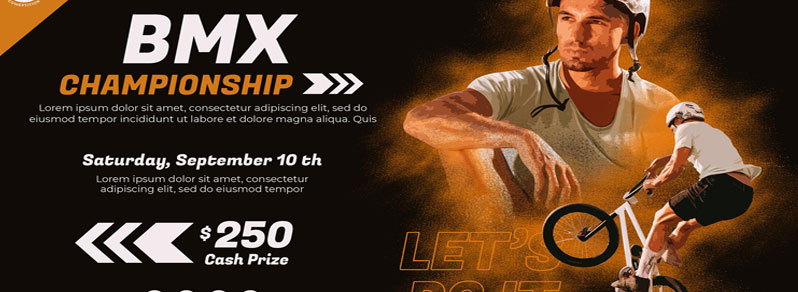 BMX
CHAMPIONSHIP
Lorem ipsum dolor sit amet, consectetur adipiscing elit, sed do
eiusmod tempor incididunt ut labore et dolore magna aliqua. Quis
Saturday, September 10 th
Lorem ipsum dolor sit amet, consectetur
adipiscing elit, sed do eiusmod tempor
$250
Cash Prize
LET'S
DO IT